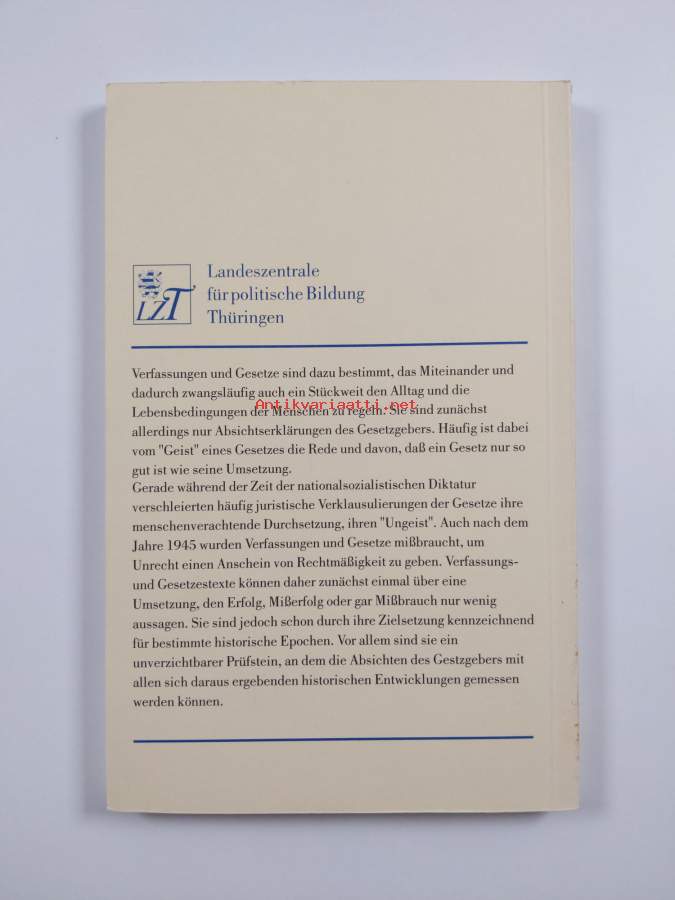 Landeszentrale
für politische Bildung
Thüringen
LZT
Verfassungen und Gesetze sind dazu bestimmt, das Miteinander und
dadurch zwangsläufig auch ein Stückweit den Alltag und die
Antikvariaatti.net
Lebensbedingungen der Menschen zu regeln. Sie sind zunächst
allerdings nur Absichtserklärungen des Gesetzgebers. Häufig ist dabei
vom "Geist" eines Gesetzes die Rede und davon, daß ein Gesetz nur so
gut ist wie seine Umsetzung.
Gerade während der Zeit der nationalsozialistischen Diktatur
verschleierten häufig juristische Verklausulierungen der Gesetze ihre
menschenverachtende Durchsetzung, ihren "Ungeist". Auch nach dem
Jahre 1945 wurden Verfassungen und Gesetze mißbraucht, um
Unrecht einen Anschein von Rechtmäßigkeit zu geben. Verfassungs-
und Gesetzestexte können daher zunächst einmal über eine
Umsetzung, den Erfolg, Mißerfolg oder gar Mißbrauch nur wenig
aussagen. Sie sind jedoch schon durch ihre Zielsetzung kennzeichnend
für bestimmte historische Epochen. Vor allem sind sie ein
unverzichtbarer Prüfstein, an dem die Absichten des Gestzgebers mit
allen sich daraus ergebenden historischen Entwicklungen gemessen
werden können.